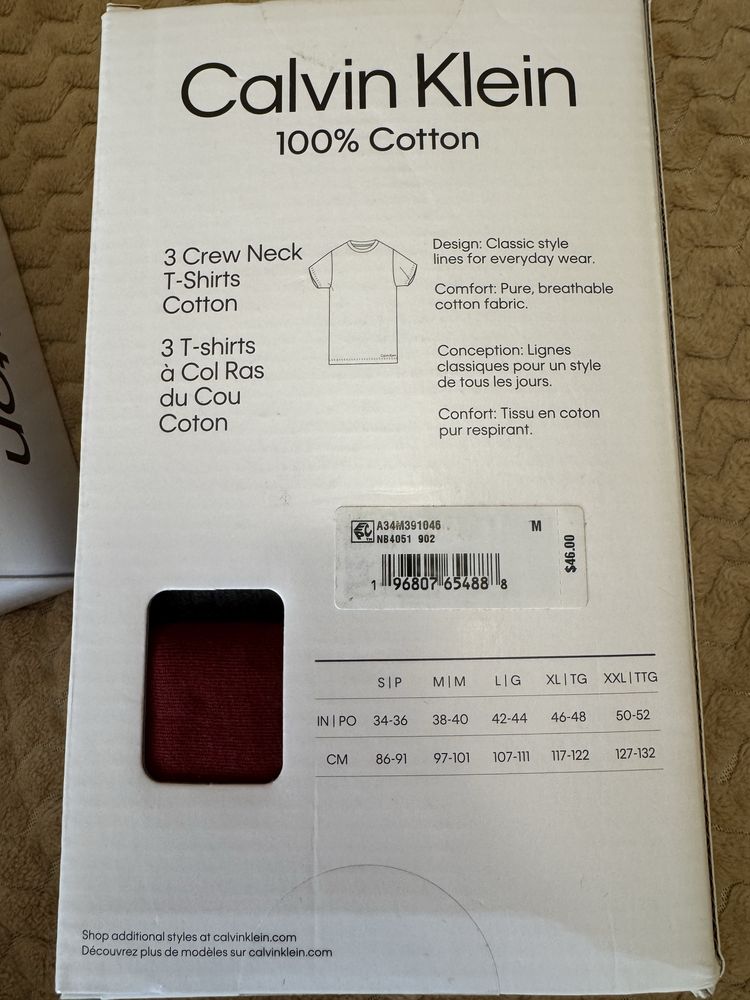 Calvin Klein
100% Cotton
3 Crew Neck
T-Shirts
Cotton
3 T-shirts
à Col Ras
du Cou
Coton
Calvin Klein
Design: Classic style
lines for everyday wear.
Comfort: Pure, breathable
cotton fabric.
Conception: Lignes
classiques pour un style
de tous les jours.
Confort: Tissu en coton
pur respirant.
A34M391046 M
NB4051 902
$46.00
1 96807 65488 8
S|P M|M L|G XL|TG XXL|TTG
IN|PO 34-36 38-40 42-44 46-48 50-52
CM 86-91 97-101 107-111 117-122 127-132
Shop additional styles at calvinklein.com
Découvrez plus de modèles sur calvinklein.com